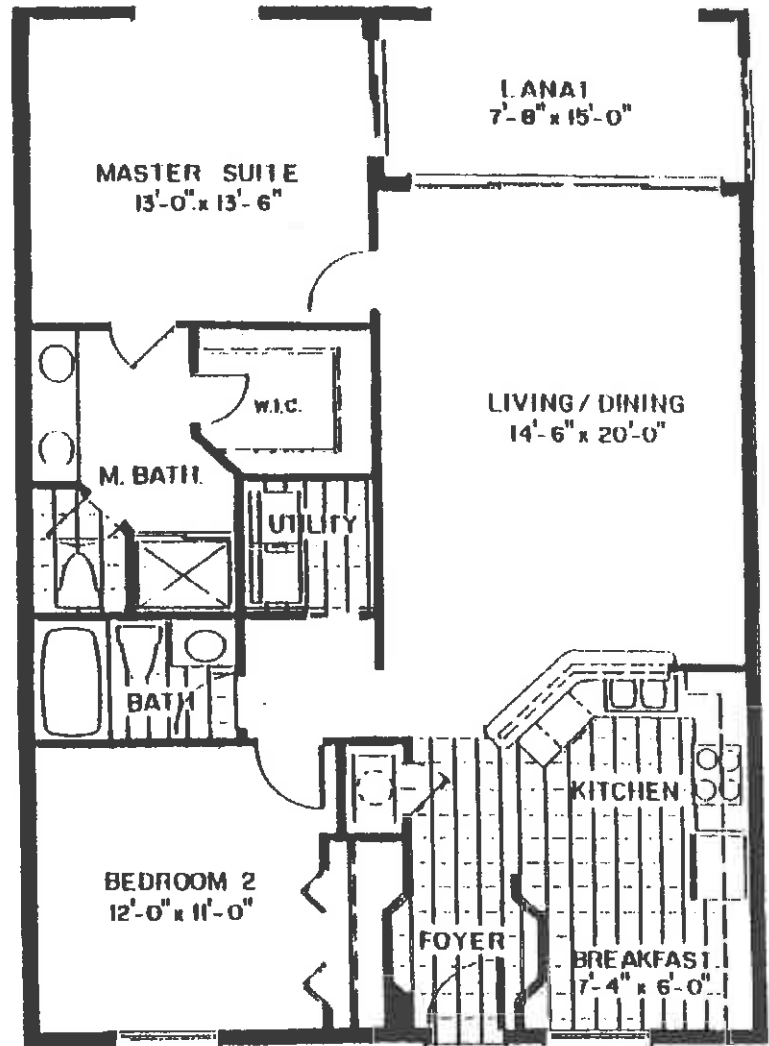 LANAI
7'-8" x 15'-0"
MASTER SUITE
13'-0" x 13'-6"
LIVING/DINING
14'-6" x 20'-0"
W.I.C.
M. BATH
UTILITY
BATH
KITCHEN
BEDROOM 2
12'-0" x 11'-0"
FOYER
BREAKFAST
7'-4" x 6'-0"